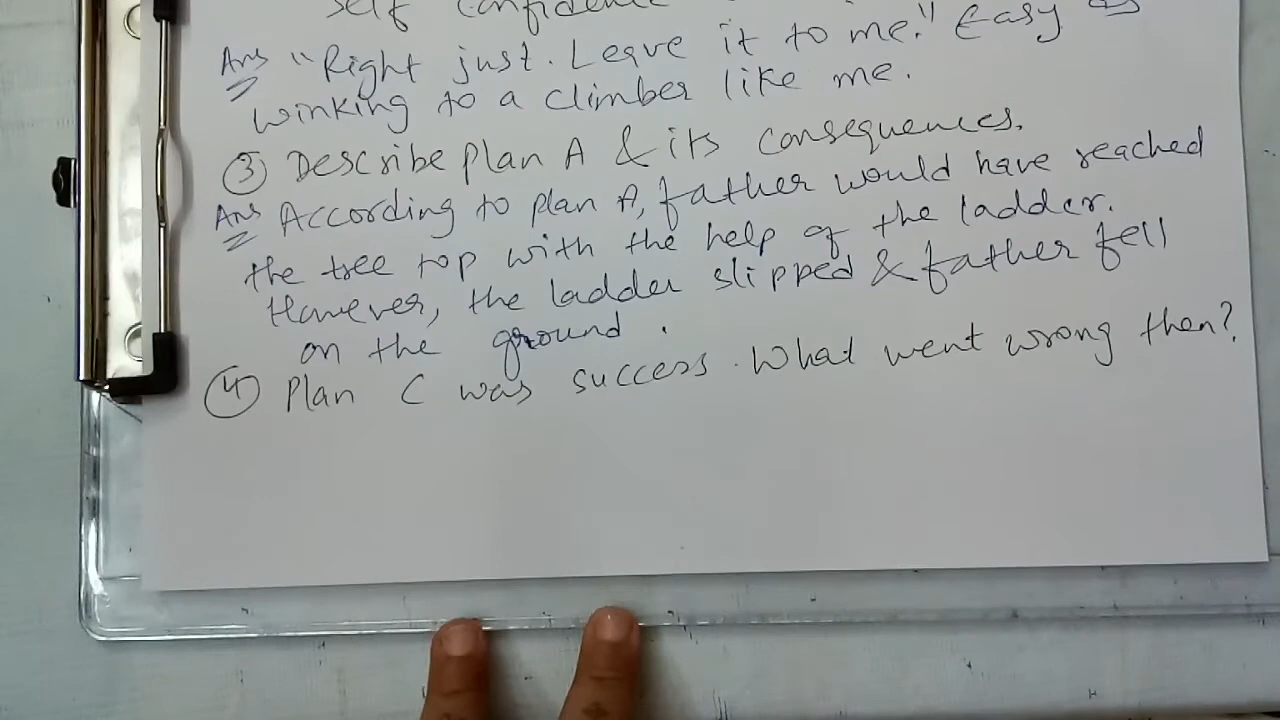 self confidence
Ans "Right just. Leave it to me." Easy as
winking to a climber like me.
③ Describe plan A & its consequences.
Ans According to plan A, father would have reached
the tree top with the help of the ladder.
However, the ladder slipped & father fell
on the ground.
④ Plan C was success. What went wrong then?